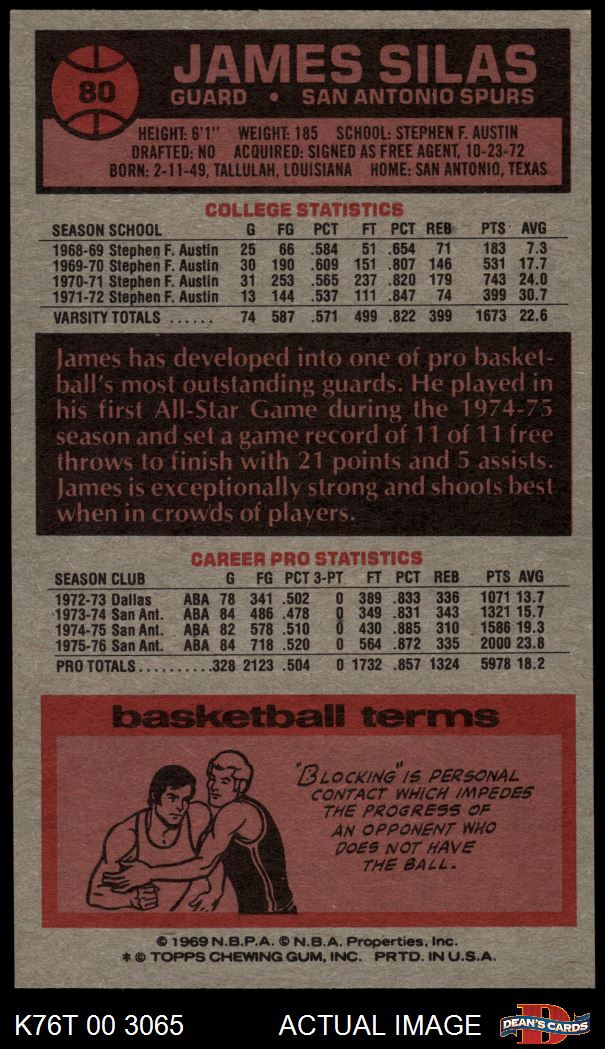 80
JAMES SILAS
GUARD • SAN ANTONIO SPURS
HEIGHT: 6'1" WEIGHT: 185 SCHOOL: STEPHEN F. AUSTIN
DRAFTED: NO ACQUIRED: SIGNED AS FREE AGENT, 10-23-72
BORN: 2-11-49, TALLULAH, LOUISIANA HOME: SAN ANTONIO, TEXAS
COLLEGE STATISTICS
SEASON SCHOOL G FG PCT FT PCT REB PTS AVG
1968-69 Stephen F. Austin 25 66 .584 51 .654 71 183 7.3
1969-70 Stephen F. Austin 30 190 .609 151 .807 146 531 17.7
1970-71 Stephen F. Austin 31 253 .565 237 .820 179 743 24.0
1971-72 Stephen F. Austin 13 144 .537 111 .847 74 399 30.7
VARSITY TOTALS ...... 74 587 .571 499 .822 399 1673 22.6
James has developed into one of pro basket-
ball's most outstanding guards. He played in
his first All-Star Game during the 1974-75
season and set a game record of 11 of 11 free
throws to finish with 21 points and 5 assists.
James is exceptionally strong and shoots best
when in crowds of players.
CAREER PRO STATISTICS
SEASON CLUB G FG PCT 3-PT FT PCT REB PTS AVG
1972-73 Dallas ABA 78 341 .502 0 389 .833 336 1071 13.7
1973-74 San Ant. ABA 84 486 .478 0 349 .831 343 1321 15.7
1974-75 San Ant. ABA 82 578 .510 0 430 .885 310 1586 19.3
1975-76 San Ant. ABA 84 718 .520 0 564 .872 335 2000 23.8
PRO TOTALS..........328 2123 .504 0 1732 .857 1324 5978 18.2
basketball terms
"BLOCKING" IS PERSONAL
CONTACT WHICH IMPEDES
THE PROGRESS OF
AN OPPONENT WHO
DOES NOT HAVE
THE BALL.
© 1969 N.B.P.A. © N.B.A. Properties, Inc.
* © TOPPS CHEWING GUM, INC. PRTD. IN U.S.A.
K76T 00 3065 ACTUAL IMAGE
D
DEAN'S CARDS